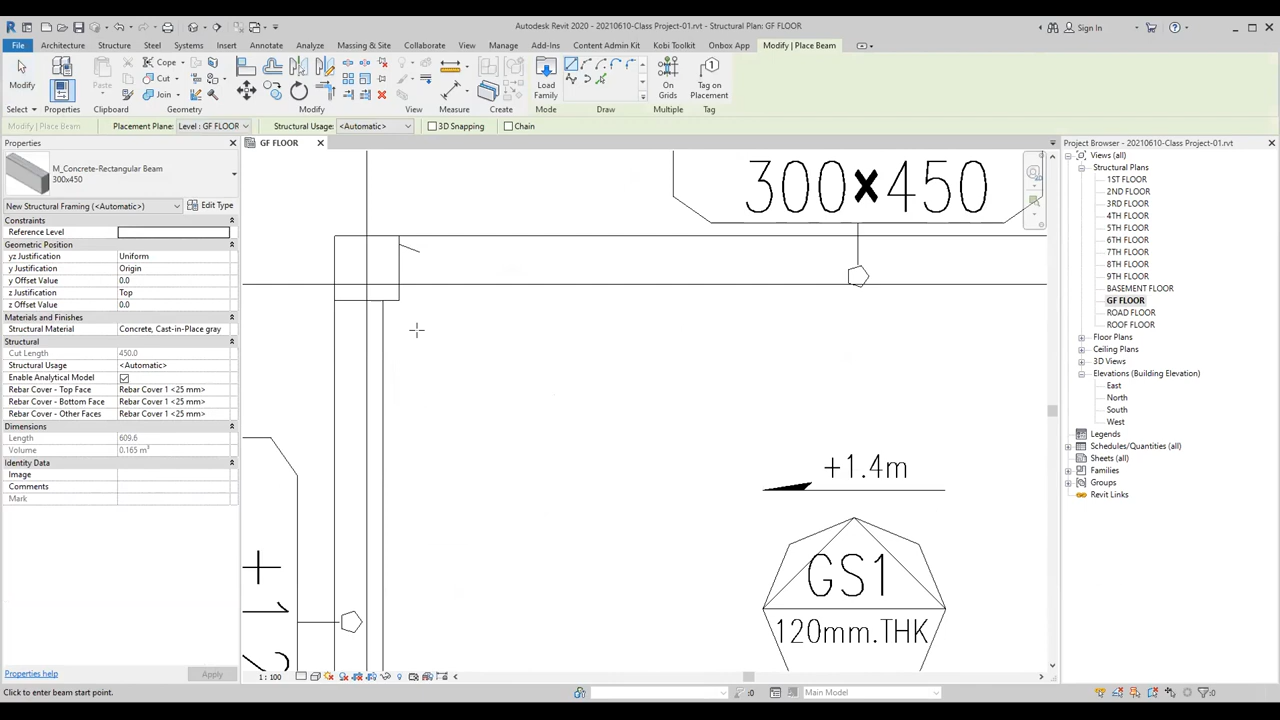 Autodesk Revit 2020 - 20210610-Class Project-01.rvt - Structural Plan: GF FLOOR
Sign In
File Architecture Structure Steel Systems Insert Annotate Analyze Massing & Site Collaborate View Manage Add-Ins Content Admin Kit Kobi Toolkit Onbox App Modify | Place Beam
Modify Paste Cope Cut Join Load Family On Grids Tag on Placement
Select Properties Clipboard Geometry Modify View Measure Create Mode Draw Multiple Tag
Modify | Place Beam Placement Plane: Level : GF FLOOR Structural Usage: <Automatic> 3D Snapping Chain
Properties
GF FLOOR
Project Browser - 20210610-Class Project-01.rvt
M_Concrete-Rectangular Beam
300x450
New Structural Framing (<Automatic>) Edit Type
Constraints
Reference Level
Geometric Position
yz Justification Uniform
y Justification Origin
y Offset Value 0.0
z Justification Top
z Offset Value 0.0
Materials and Finishes
Structural Material Concrete, Cast-in-Place gray
Structural
Cut Length 450.0
Structural Usage <Automatic>
Enable Analytical Model
Rebar Cover - Top Face Rebar Cover 1 <25 mm>
Rebar Cover - Bottom Face Rebar Cover 1 <25 mm>
Rebar Cover - Other Faces Rebar Cover 1 <25 mm>
Dimensions
Length 609.6
Volume 0.165 m³
Identity Data
Image
Comments
Mark
Properties help Apply
300x450
+1.4m
GS1
120mm.THK
1 : 100
Views (all)
Structural Plans
1ST FLOOR
2ND FLOOR
3RD FLOOR
4TH FLOOR
5TH FLOOR
6TH FLOOR
7TH FLOOR
8TH FLOOR
9TH FLOOR
BASEMENT FLOOR
GF FLOOR
ROAD FLOOR
ROOF FLOOR
Floor Plans
Ceiling Plans
3D Views
Elevations (Building Elevation)
East
North
South
West
Legends
Schedules/Quantities (all)
Sheets (all)
Families
Groups
Revit Links
Click to enter beam start point.
:0
Main Model
:0